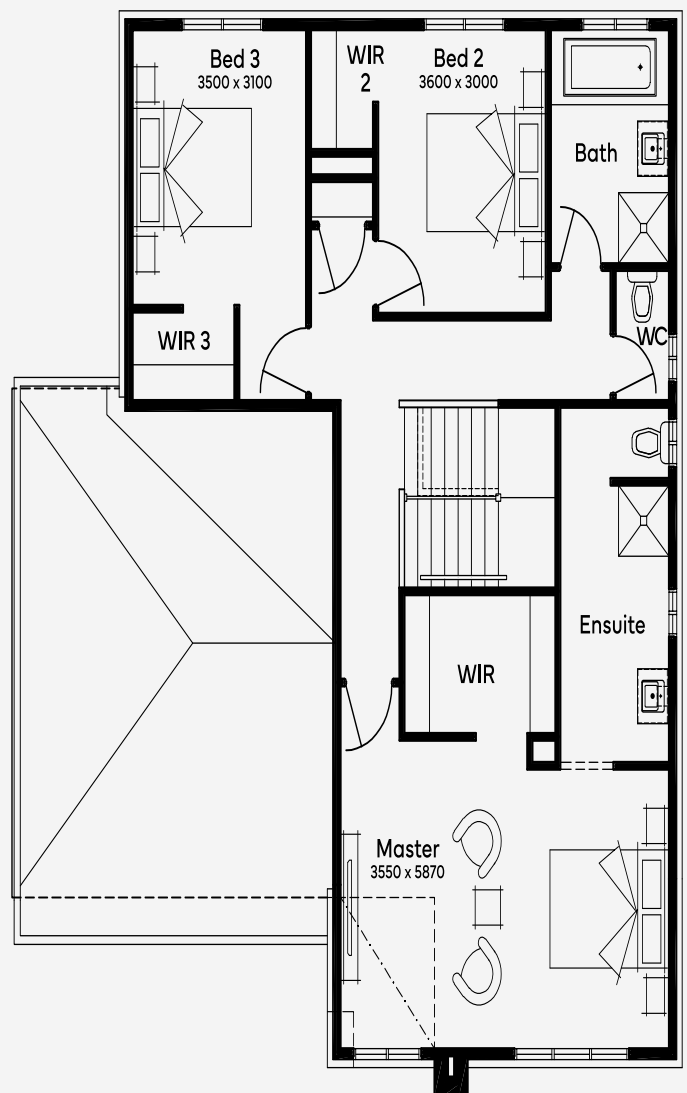 Bed 3
3500 x 3100
WIR
2
Bed 2
3600 x 3000
Bath
WIR 3
WC
Ensuite
WIR
Master
3550 x 5870